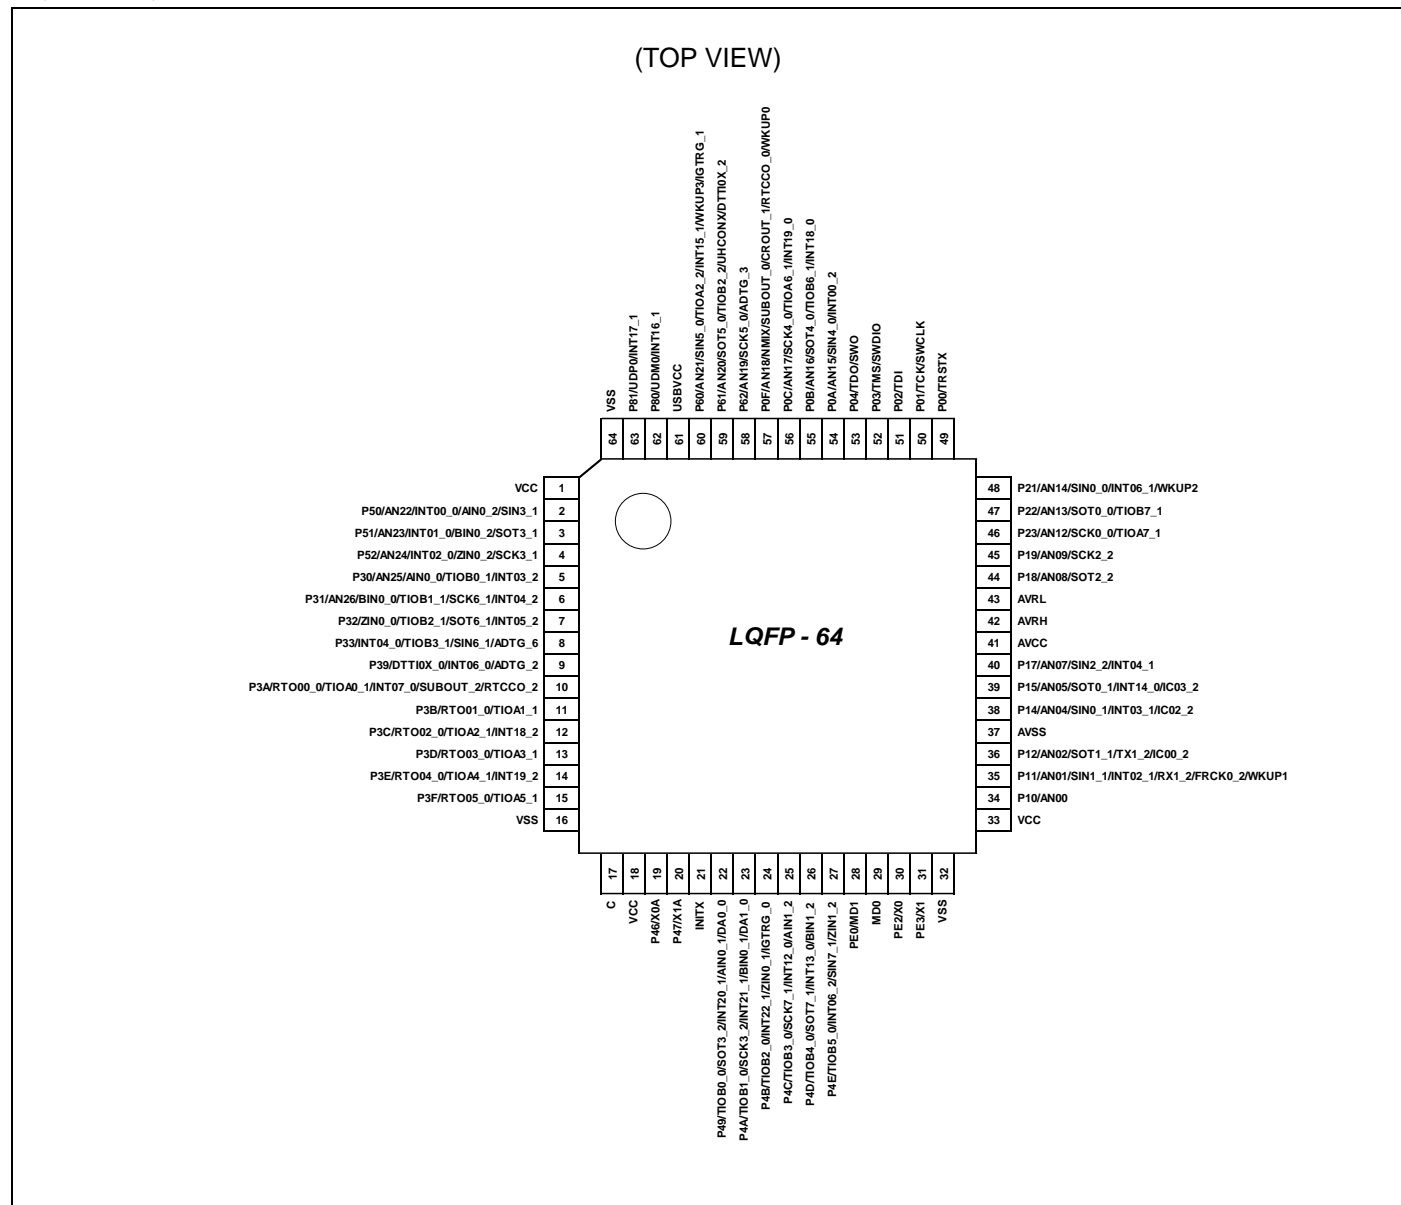 (TOP VIEW)
VSS
P81/UDP0/INT17_1
P80/UDM0/INT16_1
USBVCC
P60/AN21/SIN5_0/TIOA2_2/INT15_1/WKUP3/IGTRG_1
P61/AN20/SOT5_0/TIOB2_2/UHCONX/DTTI0X_2
P62/AN19/SCK5_0/ADTG_3
P0F/AN18/NMIX/SUBOUT_0/CROUT_1/RTCCO_0/WKUP0
P0C/AN17/SCK4_0/TIOA6_1/INT19_0
P0B/AN16/SOT4_0/TIOB6_1/INT18_0
P0A/AN15/SIN4_0/INT00_2
P04/TDO/SWO
P03/TMS/SWDIO
P02/TDI
P01/TCK/SWCLK
P00/TRSTX
64 63 62 61 60 59 58 57 56 55 54 53 52 51 50 49
VCC 1
P50/AN22/INT00_0/AIN0_2/SIN3_1 2
P51/AN23/INT01_0/BIN0_2/SOT3_1 3
P52/AN24/INT02_0/ZIN0_2/SCK3_1 4
P30/AN25/AIN0_0/TIOB0_1/INT03_2 5
P31/AN26/BIN0_0/TIOB1_1/SCK6_1/INT04_2 6
P32/ZIN0_0/TIOB2_1/SOT6_1/INT05_2 7
P33/INT04_0/TIOB3_1/SIN6_1/ADTG_6 8
P39/DTTI0X_0/INT06_0/ADTG_2 9
P3A/RTO00_0/TIOA0_1/INT07_0/SUBOUT_2/RTCCO_2 10
P3B/RTO01_0/TIOA1_1 11
P3C/RTO02_0/TIOA2_1/INT18_2 12
P3D/RTO03_0/TIOA3_1 13
P3E/RTO04_0/TIOA4_1/INT19_2 14
P3F/RTO05_0/TIOA5_1 15
VSS 16
LQFP - 64
48 P21/AN14/SIN0_0/INT06_1/WKUP2
47 P22/AN13/SOT0_0/TIOB7_1
46 P23/AN12/SCK0_0/TIOA7_1
45 P19/AN09/SCK2_2
44 P18/AN08/SOT2_2
43 AVRL
42 AVRH
41 AVCC
40 P17/AN07/SIN2_2/INT04_1
39 P15/AN05/SOT0_1/INT14_0/IC03_2
38 P14/AN04/SIN0_1/INT03_1/IC02_2
37 AVSS
36 P12/AN02/SOT1_1/TX1_2/IC00_2
35 P11/AN01/SIN1_1/INT02_1/RX1_2/FRCK0_2/WKUP1
34 P10/AN00
33 VCC
17 18 19 20 21 22 23 24 25 26 27 28 29 30 31 32
C
VCC
P46/X0A
P47/X1A
INITX
P49/TIOB0_0/SOT3_2/INT20_1/AIN0_1/DA0_0
P4A/TIOB1_0/SCK3_2/INT21_1/BIN0_1/DA1_0
P4B/TIOB2_0/INT22_1/ZIN0_1/IGTRG_0
P4C/TIOB3_0/SCK7_1/INT12_0/AIN1_2
P4D/TIOB4_0/SOT7_1/INT13_0/BIN1_2
P4E/TIOB5_0/INT06_2/SIN7_1/ZIN1_2
PE0/MD1
MD0
PE2/X0
PE3/X1
VSS